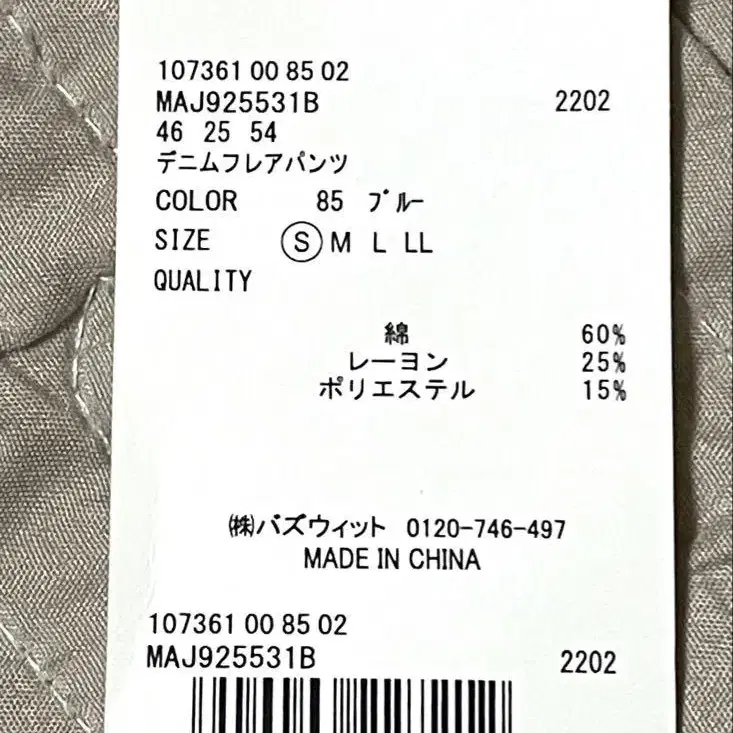 107361 00 85 02
MAJ925531B 2202
46 25 54
デニムフレアパンツ
COLOR 85 ブルー
SIZE S M L LL
QUALITY
綿 60%
レーヨン 25%
ポリエステル 15%
㈱バズウィット 0120-746-497
MADE IN CHINA
107361 00 85 02
MAJ925531B 2202